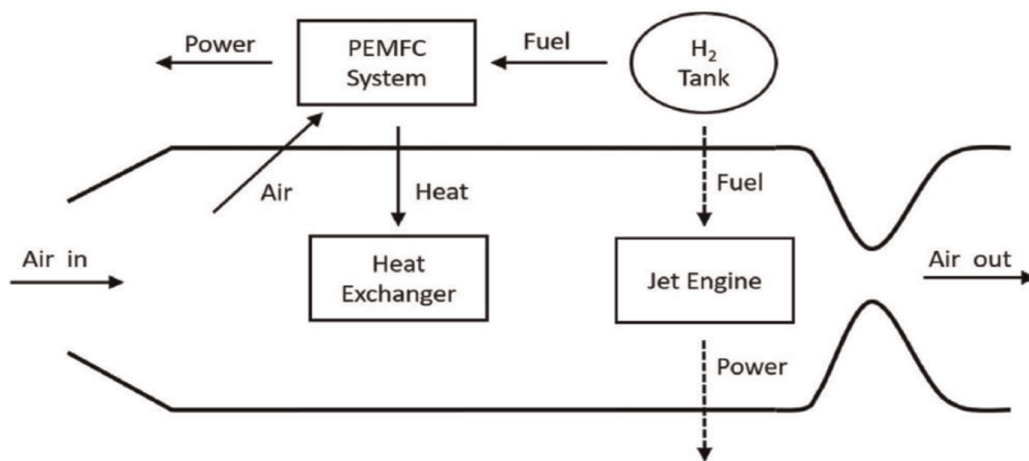 Power
PEMFC
System
Fuel
H₂
Tank
Air
Heat
Fuel
Air in
Heat
Exchanger
Jet Engine
Air out
Power